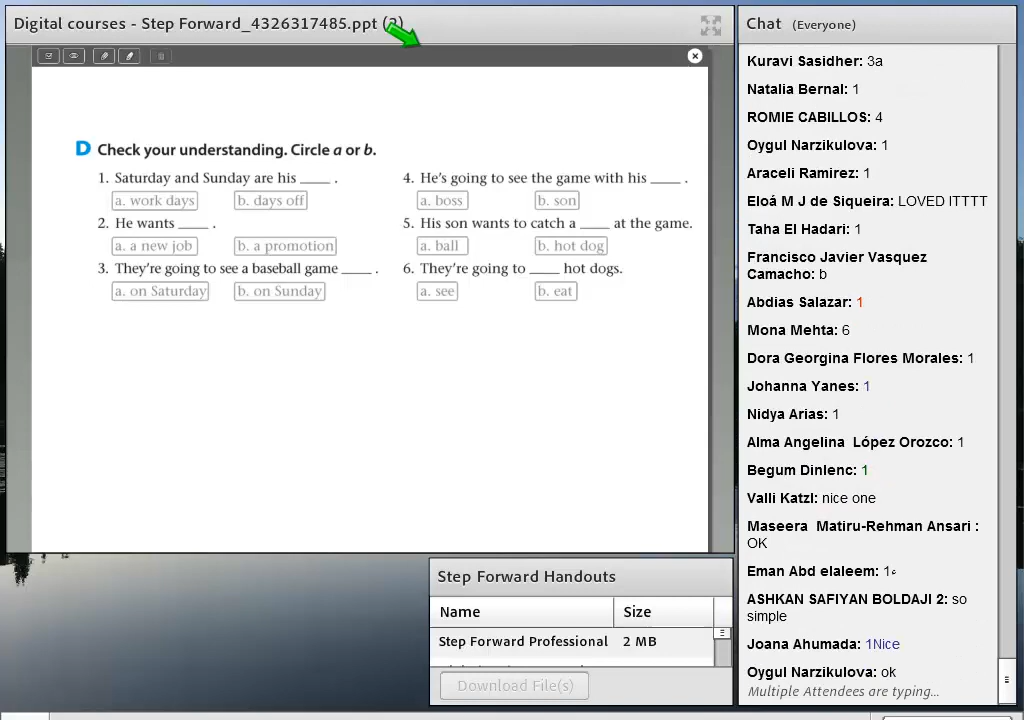 Digital courses - Step Forward_4326317485.ppt (2)
D Check your understanding. Circle a or b.
1. Saturday and Sunday are his ____ .
a. work days b. days off
2. He wants ____ .
a. a new job b. a promotion
3. They're going to see a baseball game ____ .
a. on Saturday b. on Sunday
4. He's going to see the game with his ____ .
a. boss b. son
5. His son wants to catch a ____ at the game.
a. ball b. hot dog
6. They're going to ____ hot dogs.
a. see b. eat
Step Forward Handouts
Name Size
Step Forward Professional 2 MB
Download File(s)
Chat (Everyone)
Kuravi Sasidher: 3a
Natalia Bernal: 1
ROMIE CABILLOS: 4
Oygul Narzikulova: 1
Araceli Ramirez: 1
Eloá M J de Siqueira: LOVED ITTTT
Taha El Hadari: 1
Francisco Javier Vasquez
Camacho: b
Abdias Salazar: 1
Mona Mehta: 6
Dora Georgina Flores Morales: 1
Johanna Yanes: 1
Nidya Arias: 1
Alma Angelina López Orozco: 1
Begum Dinlenc: 1
Valli Katzl: nice one
Maseera Matiru-Rehman Ansari :
OK
Eman Abd elaleem: 1ء
ASHKAN SAFIYAN BOLDAJI 2: so
simple
Joana Ahumada: 1Nice
Oygul Narzikulova: ok
Multiple Attendees are typing...